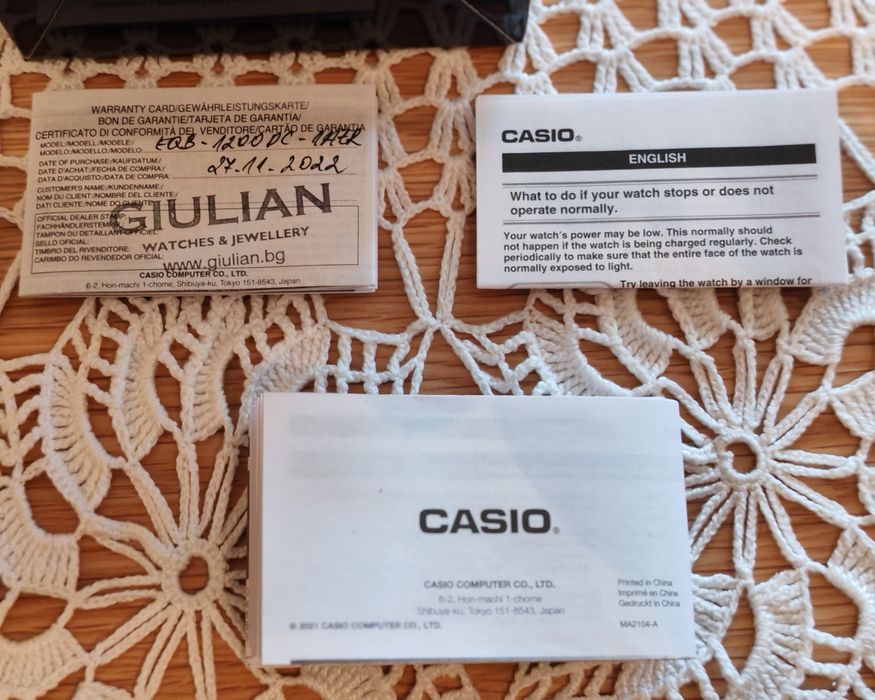 WARRANTY CARD/GEWÄHRLEISTUNGSKARTE/
BON DE GARANTIE/TARJETA DE GARANTÍA/
CERTIFICATO DI CONFORMITÀ DEL VENDITORE/CARTÃO DE GARANTIA
MODEL/MODELL/MODELE/
MODELO/MODELLO/MODELO EQB-1200DC-1AER
DATE OF PURCHASE/KAUFDATUM/
DATE D'ACHAT/FECHA DE COMPRA/
DATA D'ACQUISTO/DATA DE COMPRA 27.11.2022
CUSTOMER'S NAME/KUNDENNAME/
NOM DU CLIENT/NOMBRE DEL CLIENTE/
DATI CLIENTE/NOME DO CLIENTE
OFFICIAL DEALER STAMP
FACHHÄNDLERSTEMPEL
TAMPON DU DETAILLANT OFFICIEL
SELLO OFICIAL
TIMBRO DEL RIVENDITORE:
CARIMBO DO REVENDEDOR OFICIAL:
GIULIAN
WATCHES & JEWELLERY
www.giulian.bg
CASIO COMPUTER CO., LTD.
6-2, Hon-machi 1-chome, Shibuya-ku, Tokyo 151-8543, Japan
CASIO®
ENGLISH
What to do if your watch stops or does not
operate normally.
Your watch's power may be low. This normally should
not happen if the watch is being charged regularly. Check
periodically to make sure that the entire face of the watch is
normally exposed to light.
Try leaving the watch by a window for
CASIO®
CASIO COMPUTER CO., LTD.
6-2, Hon-machi 1-chome
Shibuya-ku, Tokyo 151-8543, Japan
© 2021 CASIO COMPUTER CO., LTD.
Printed in China
Imprimé en Chine
Gedruckt in China
MA2104-A